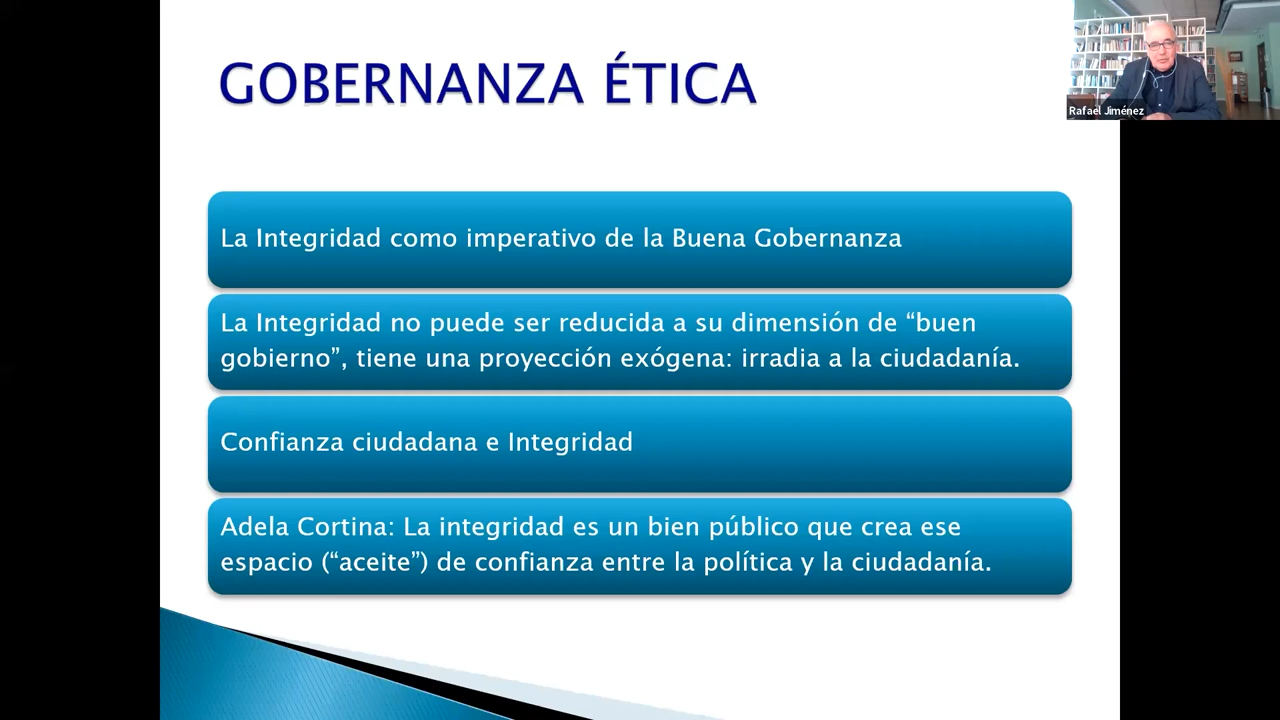 GOBERNANZA ÉTICA
Rafael Jiménez
La Integridad como imperativo de la Buena Gobernanza
La Integridad no puede ser reducida a su dimensión de “buen
gobierno”, tiene una proyección exógena: irradia a la ciudadanía.
Confianza ciudadana e Integridad
Adela Cortina: La integridad es un bien público que crea ese
espacio (“aceite”) de confianza entre la política y la ciudadanía.